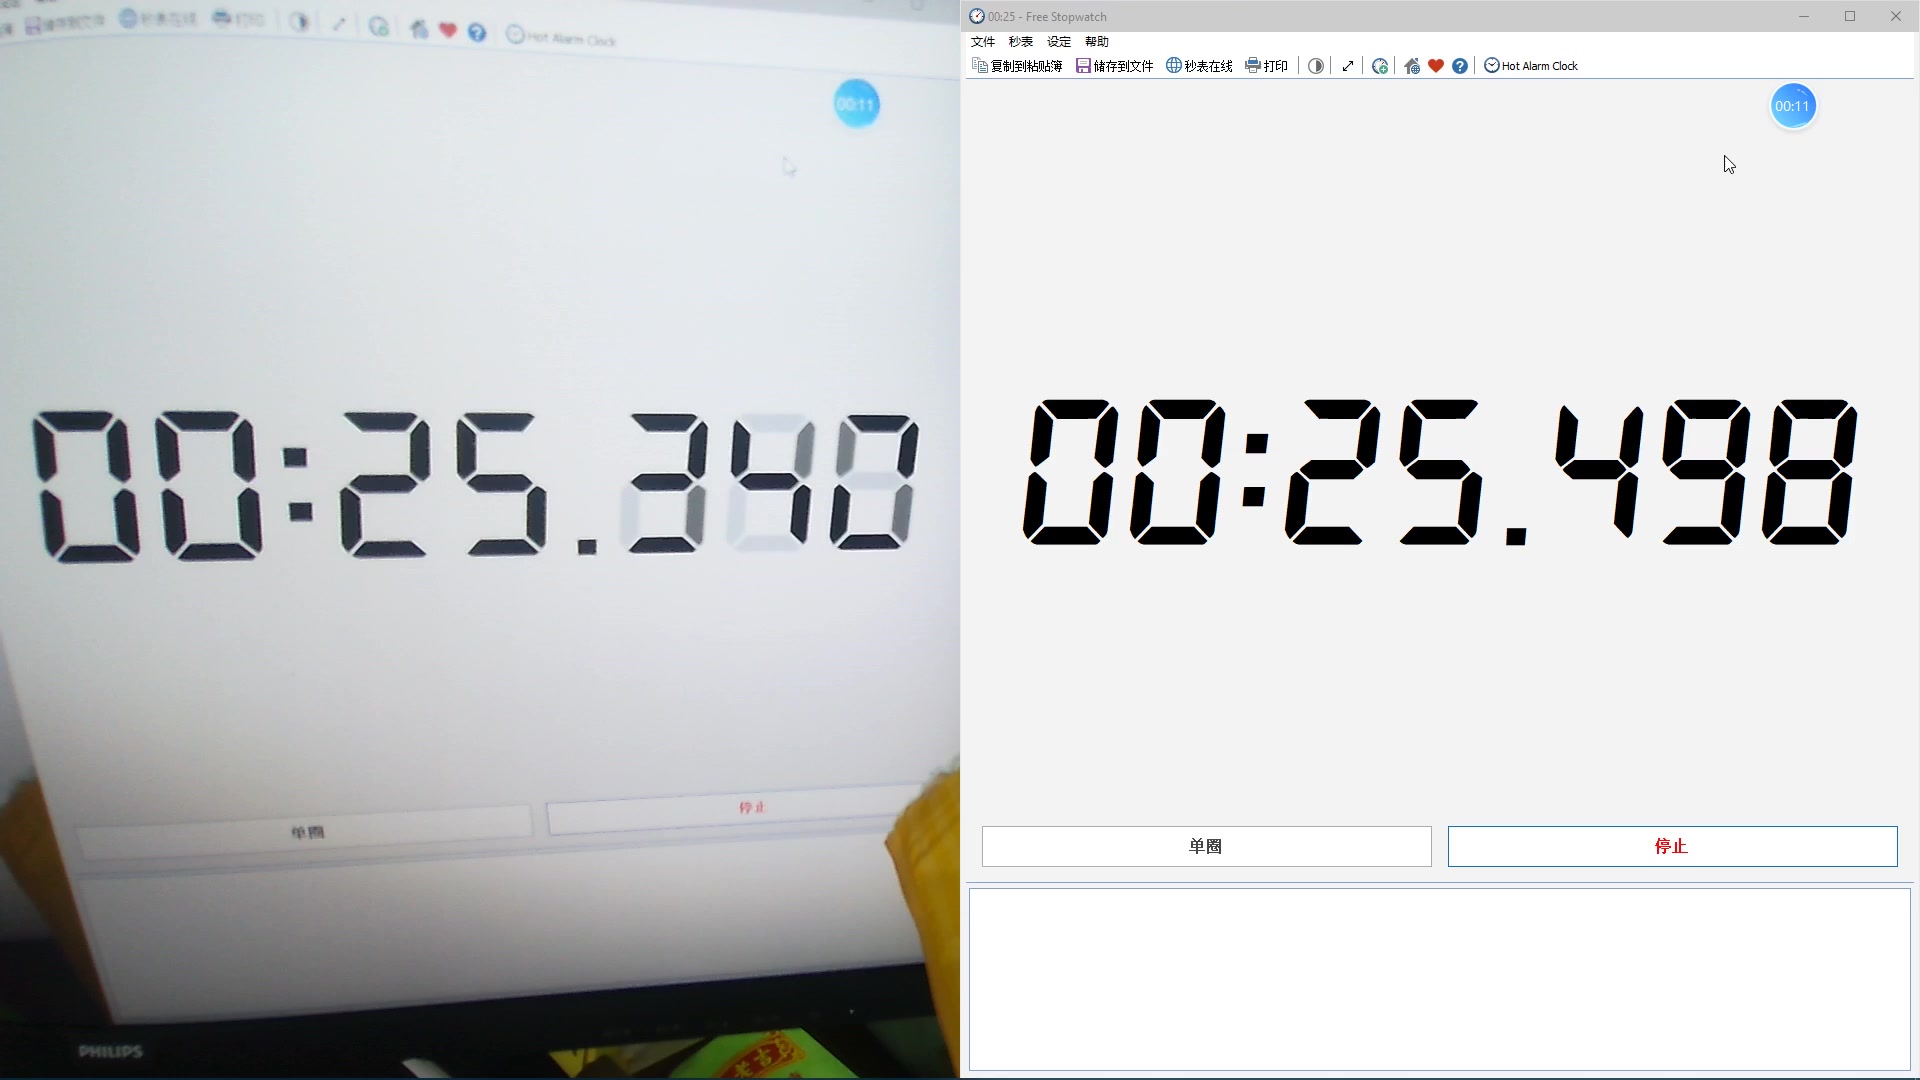 储存到文件 秒表在线 打印 Hot Alarm Clock
00:11
00:25.340
单圈 停止
PHILIPS
00:25 - Free Stopwatch
文件 秒表 设定 帮助
复制到粘贴簿 储存到文件 秒表在线 打印 Hot Alarm Clock
00:11
00:25.498
单圈 停止